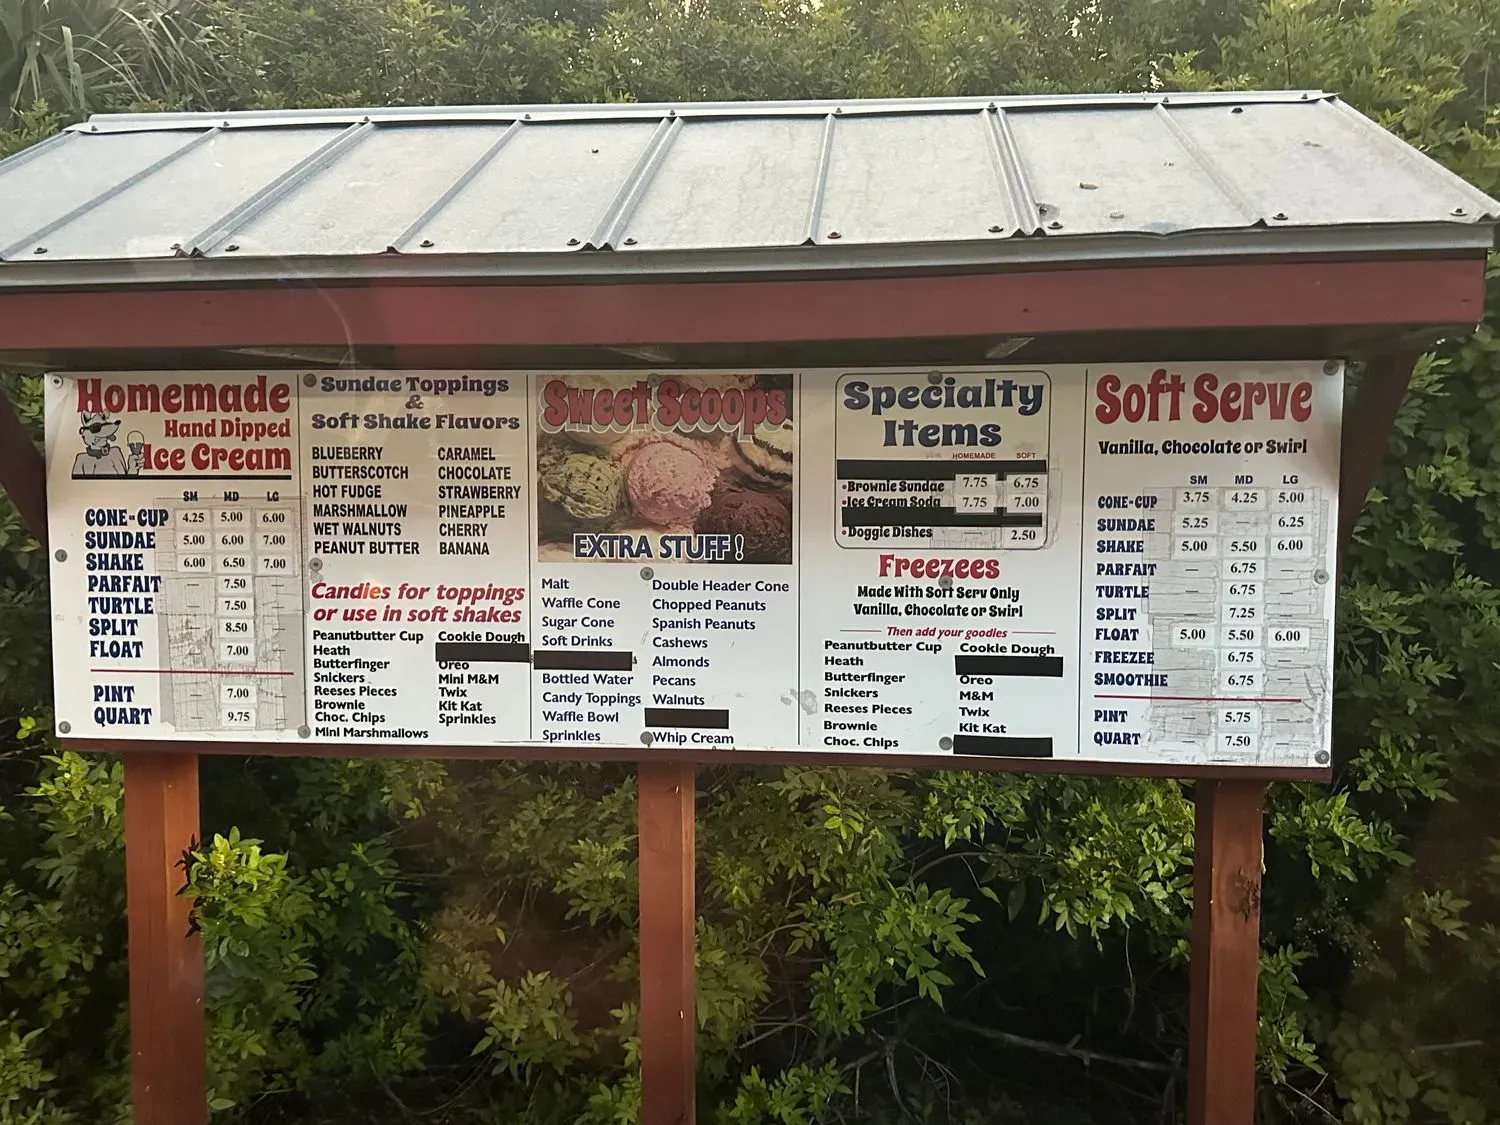 Homemade
Hand Dipped
Ice Cream
SM MD LG
CONE-CUP 4.25 5.00 6.00
SUNDAE 5.00 6.00 7.00
SHAKE 6.00 6.50 7.00
PARFAIT — 7.50 —
TURTLE — 7.50 —
SPLIT — 8.50 —
FLOAT — 7.00 —
PINT — 7.00 —
QUART — 9.75 —
Sundae Toppings
&
Soft Shake Flavors
BLUEBERRY CARAMEL
BUTTERSCOTCH CHOCOLATE
HOT FUDGE STRAWBERRY
MARSHMALLOW PINEAPPLE
WET WALNUTS CHERRY
PEANUT BUTTER BANANA
Candies for toppings
or use in soft shakes
Peanutbutter Cup Cookie Dough
Heath
Butterfinger Oreo
Snickers Mini M&M
Reeses Pieces Twix
Brownie Kit Kat
Choc. Chips Sprinkles
Mini Marshmallows
Sweet Scoops
EXTRA STUFF!
Malt Double Header Cone
Waffle Cone Chopped Peanuts
Sugar Cone Spanish Peanuts
Soft Drinks Cashews
Almonds
Bottled Water Pecans
Candy Toppings Walnuts
Waffle Bowl
Sprinkles Whip Cream
Specialty
Items
HOMEMADE SOFT
•Brownie Sundae 7.75 6.75
•Ice Cream Soda 7.75 7.00
•Doggie Dishes 2.50
Freezees
Made With Soft Serv Only
Vanilla, Chocolate or Swirl
Then add your goodies
Peanutbutter Cup Cookie Dough
Heath
Butterfinger Oreo
Snickers M&M
Reeses Pieces Twix
Brownie Kit Kat
Choc. Chips
Soft Serve
Vanilla, Chocolate or Swirl
SM MD LG
CONE-CUP 3.75 4.25 5.00
SUNDAE 5.25 — 6.25
SHAKE 5.00 5.50 6.00
PARFAIT — 6.75 —
TURTLE — 6.75 —
SPLIT — 7.25 —
FLOAT 5.00 5.50 6.00
FREEZEE — 6.75 —
SMOOTHIE — 6.75 —
PINT — 5.75 —
QUART — 7.50 —